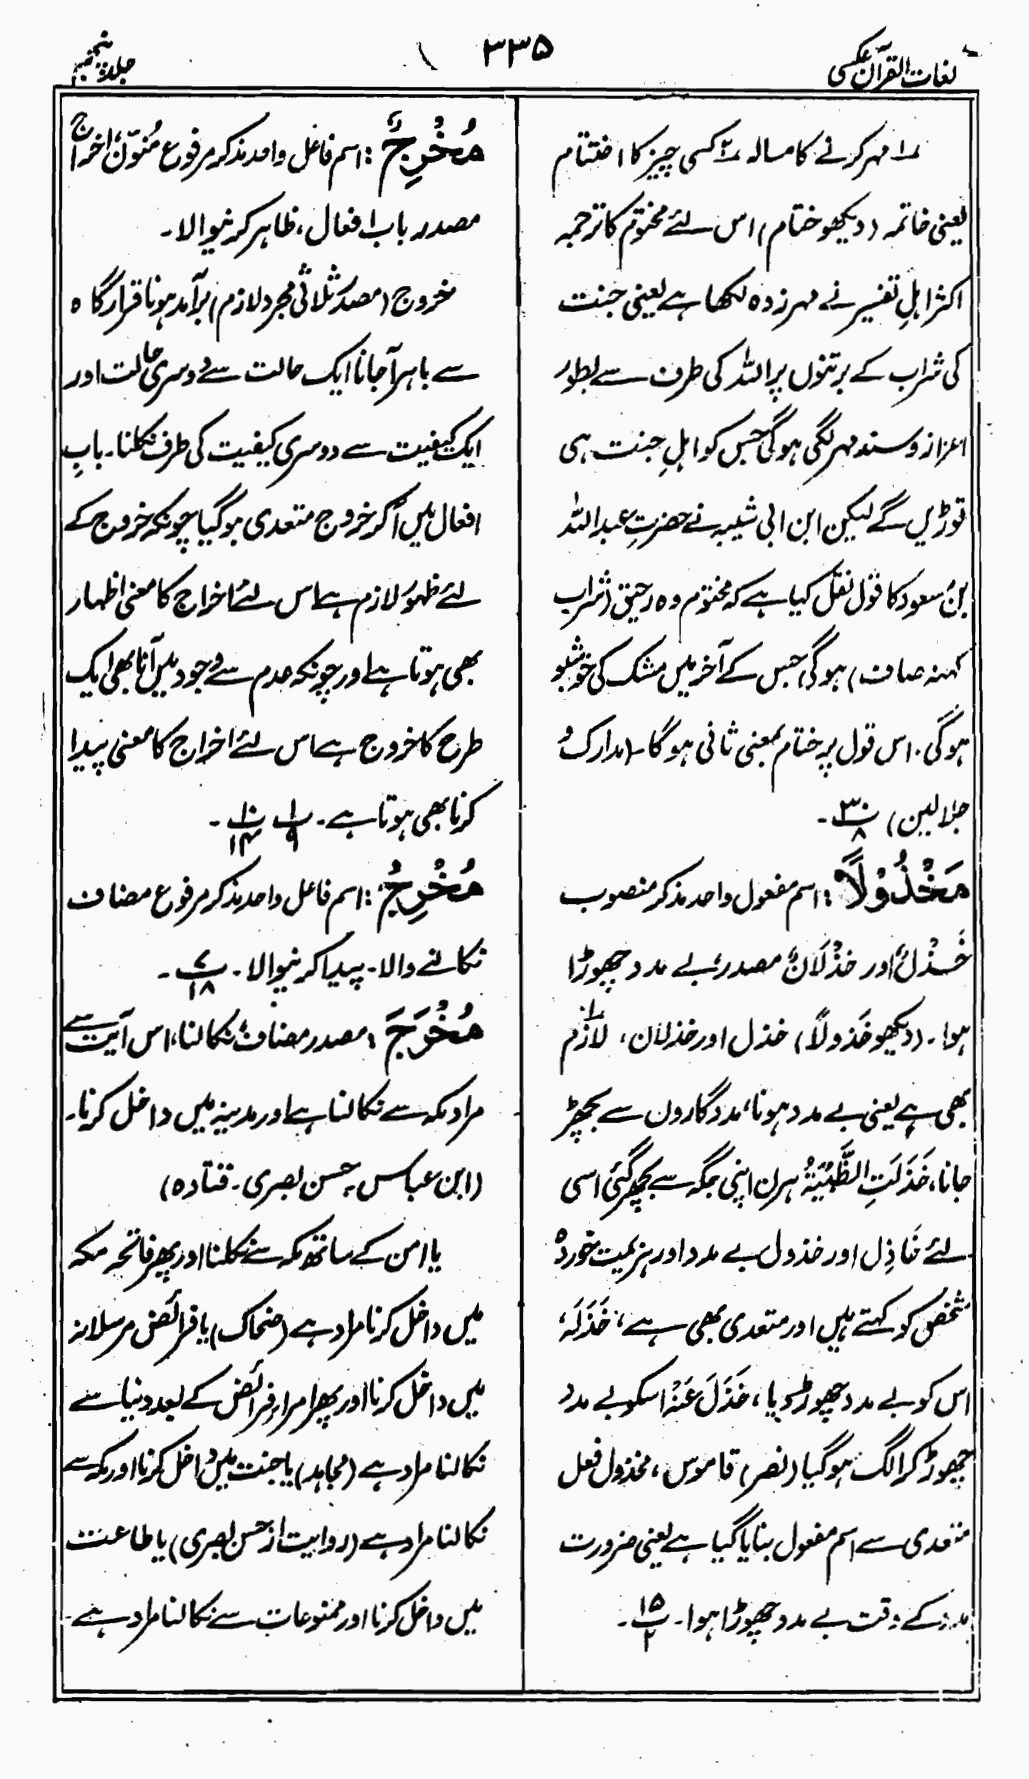 لغات القرآن عکسی
۳۳۵
جلد پنجم
۱ مہر کرنے کا مسالہ ۲ کسی چیز کا اختتام
یعنی خاتمہ (دیکھو ختام) اس لئے مختوم کا ترجمہ
اکثر اہلِ تفسیر نے مہرزدہ لکھا ہے یعنی جنت
کی شراب کے برتنوں پر اللہ کی طرف سے بطور
اعزاز و سند مہر لگی ہوگی جس کو اہلِ جنت ہی
توڑیں گے لیکن ابن ابی شیبہ نے حضرت عبداللہ
بن مسعود کا قول نقل کیا ہے کہ مختوم وہ رحیق (شراب
کہنہ صاف) ہوگی جس کے آخر میں مشک کی خوشبو
ہوگی۔ اس قول پر ختام بمعنی ثانی ہوگا۔ (مدارک و
جلالین) پ ۳۰/۸ ۔
مَخْذُوْلًا : اسم مفعول واحد مذکر منصوب
خَذْلٌ اور خذْلَانٌ مصدر، بے مدد چھوڑا
ہوا۔ (دیکھو خَذولاً) خذل اور خذلان، لازم
بھی ہے یعنی بے مدد ہونا، مددگاروں سے بچھڑ
جانا، خَذَلَتِ الظَّبْيَةُ ہرن اپنی جگہ سے بچھڑ گئی اسی
لئے خَاذِل اور خذول بے مدد اور ہزیمت خوردہ
شخص کو کہتے ہیں اور متعدی بھی ہے، خَذَلَہٗ
اس کو بے مدد چھوڑ دیا، خَذَلَ عَنْہُ اسکو بے مدد
چھوڑ کر الگ ہوگیا (نصر) قاموس، مخذول فعل
متعدی سے اسم مفعول بنایا گیا ہے یعنی ضرورت
مدد کے وقت بے مدد چھوڑا ہوا۔ پ ۱۵/۲ ۔
مُخْرِجٌ : اسم فاعل واحد مذکر مرفوع مُنوّن، اخراج
مصدر باب افعال، ظاہر کرنیوالا۔
خروج (مصدر ثلاثی مجرد لازم) برآمد ہونا قرارگاہ
سے باہر آجانا ایک حالت سے دوسری حالت اور
ایک کیفیت سے دوسری کیفیت کی طرف نکلنا۔ بابِ
افعال میں آکر خروج متعدی ہوگیا چونکہ خروج کے
لئے ظہور لازم ہے اس لئے اخراج کا معنی اظہار
بھی ہوتا ہے اور چونکہ عدم سے وجود میں آنا بھی ایک
طرح کا خروج ہے اس لئے اخراج کا معنی پیدا
کرنا بھی ہوتا ہے۔ پ ۱/۹ پ ۱۰/۱۴ ۔
مُخْرِجُ : اسم فاعل واحد مذکر مرفوع مضاف
نکالنے والا۔ پیدا کرنیوالا۔ پ ۷/۱۸ ۔
مُخْرَجَ : مصدر مضاف، نکالنا، اس آیت سے
مراد مکہ سے نکالنا ہے اور مدینہ میں داخل کرنا۔
(ابن عباس، حسن بصری۔ قتادہ)
یا امن کے ساتھ مکہ سے نکلنا اور پھر فاتحہ مکہ
میں داخل کرنا مراد ہے (ضحاک) یا فرائض مرسلانہ
میں داخل کرنا اور پھر امرار فرائض کے بعد دنیا سے
نکالنا مراد ہے (مجاہد) یا جنت میں داخل کرنا اور مکہ سے
نکالنا مراد ہے (روایت از حسن بصری) یا طاعت
میں داخل کرنا اور ممنوعات سے نکالنا مراد ہے۔